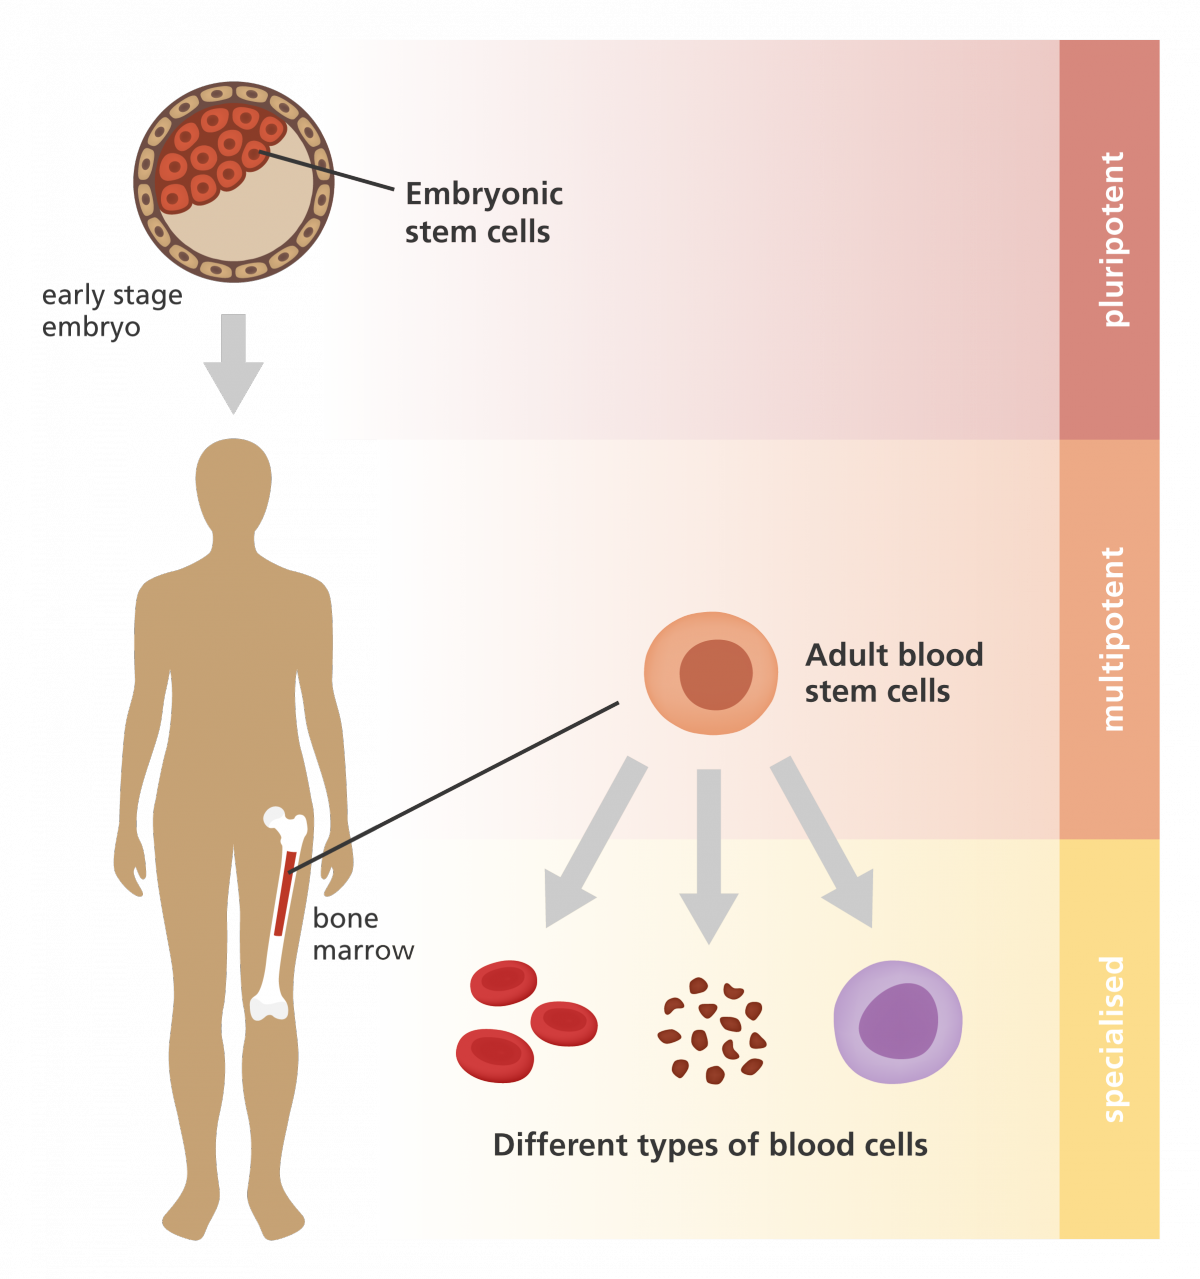 Embryonic
stem cells
early stage
embryo
pluripotent
Adult blood
stem cells
multipotent
bone
marrow
Different types of blood cells
specialised